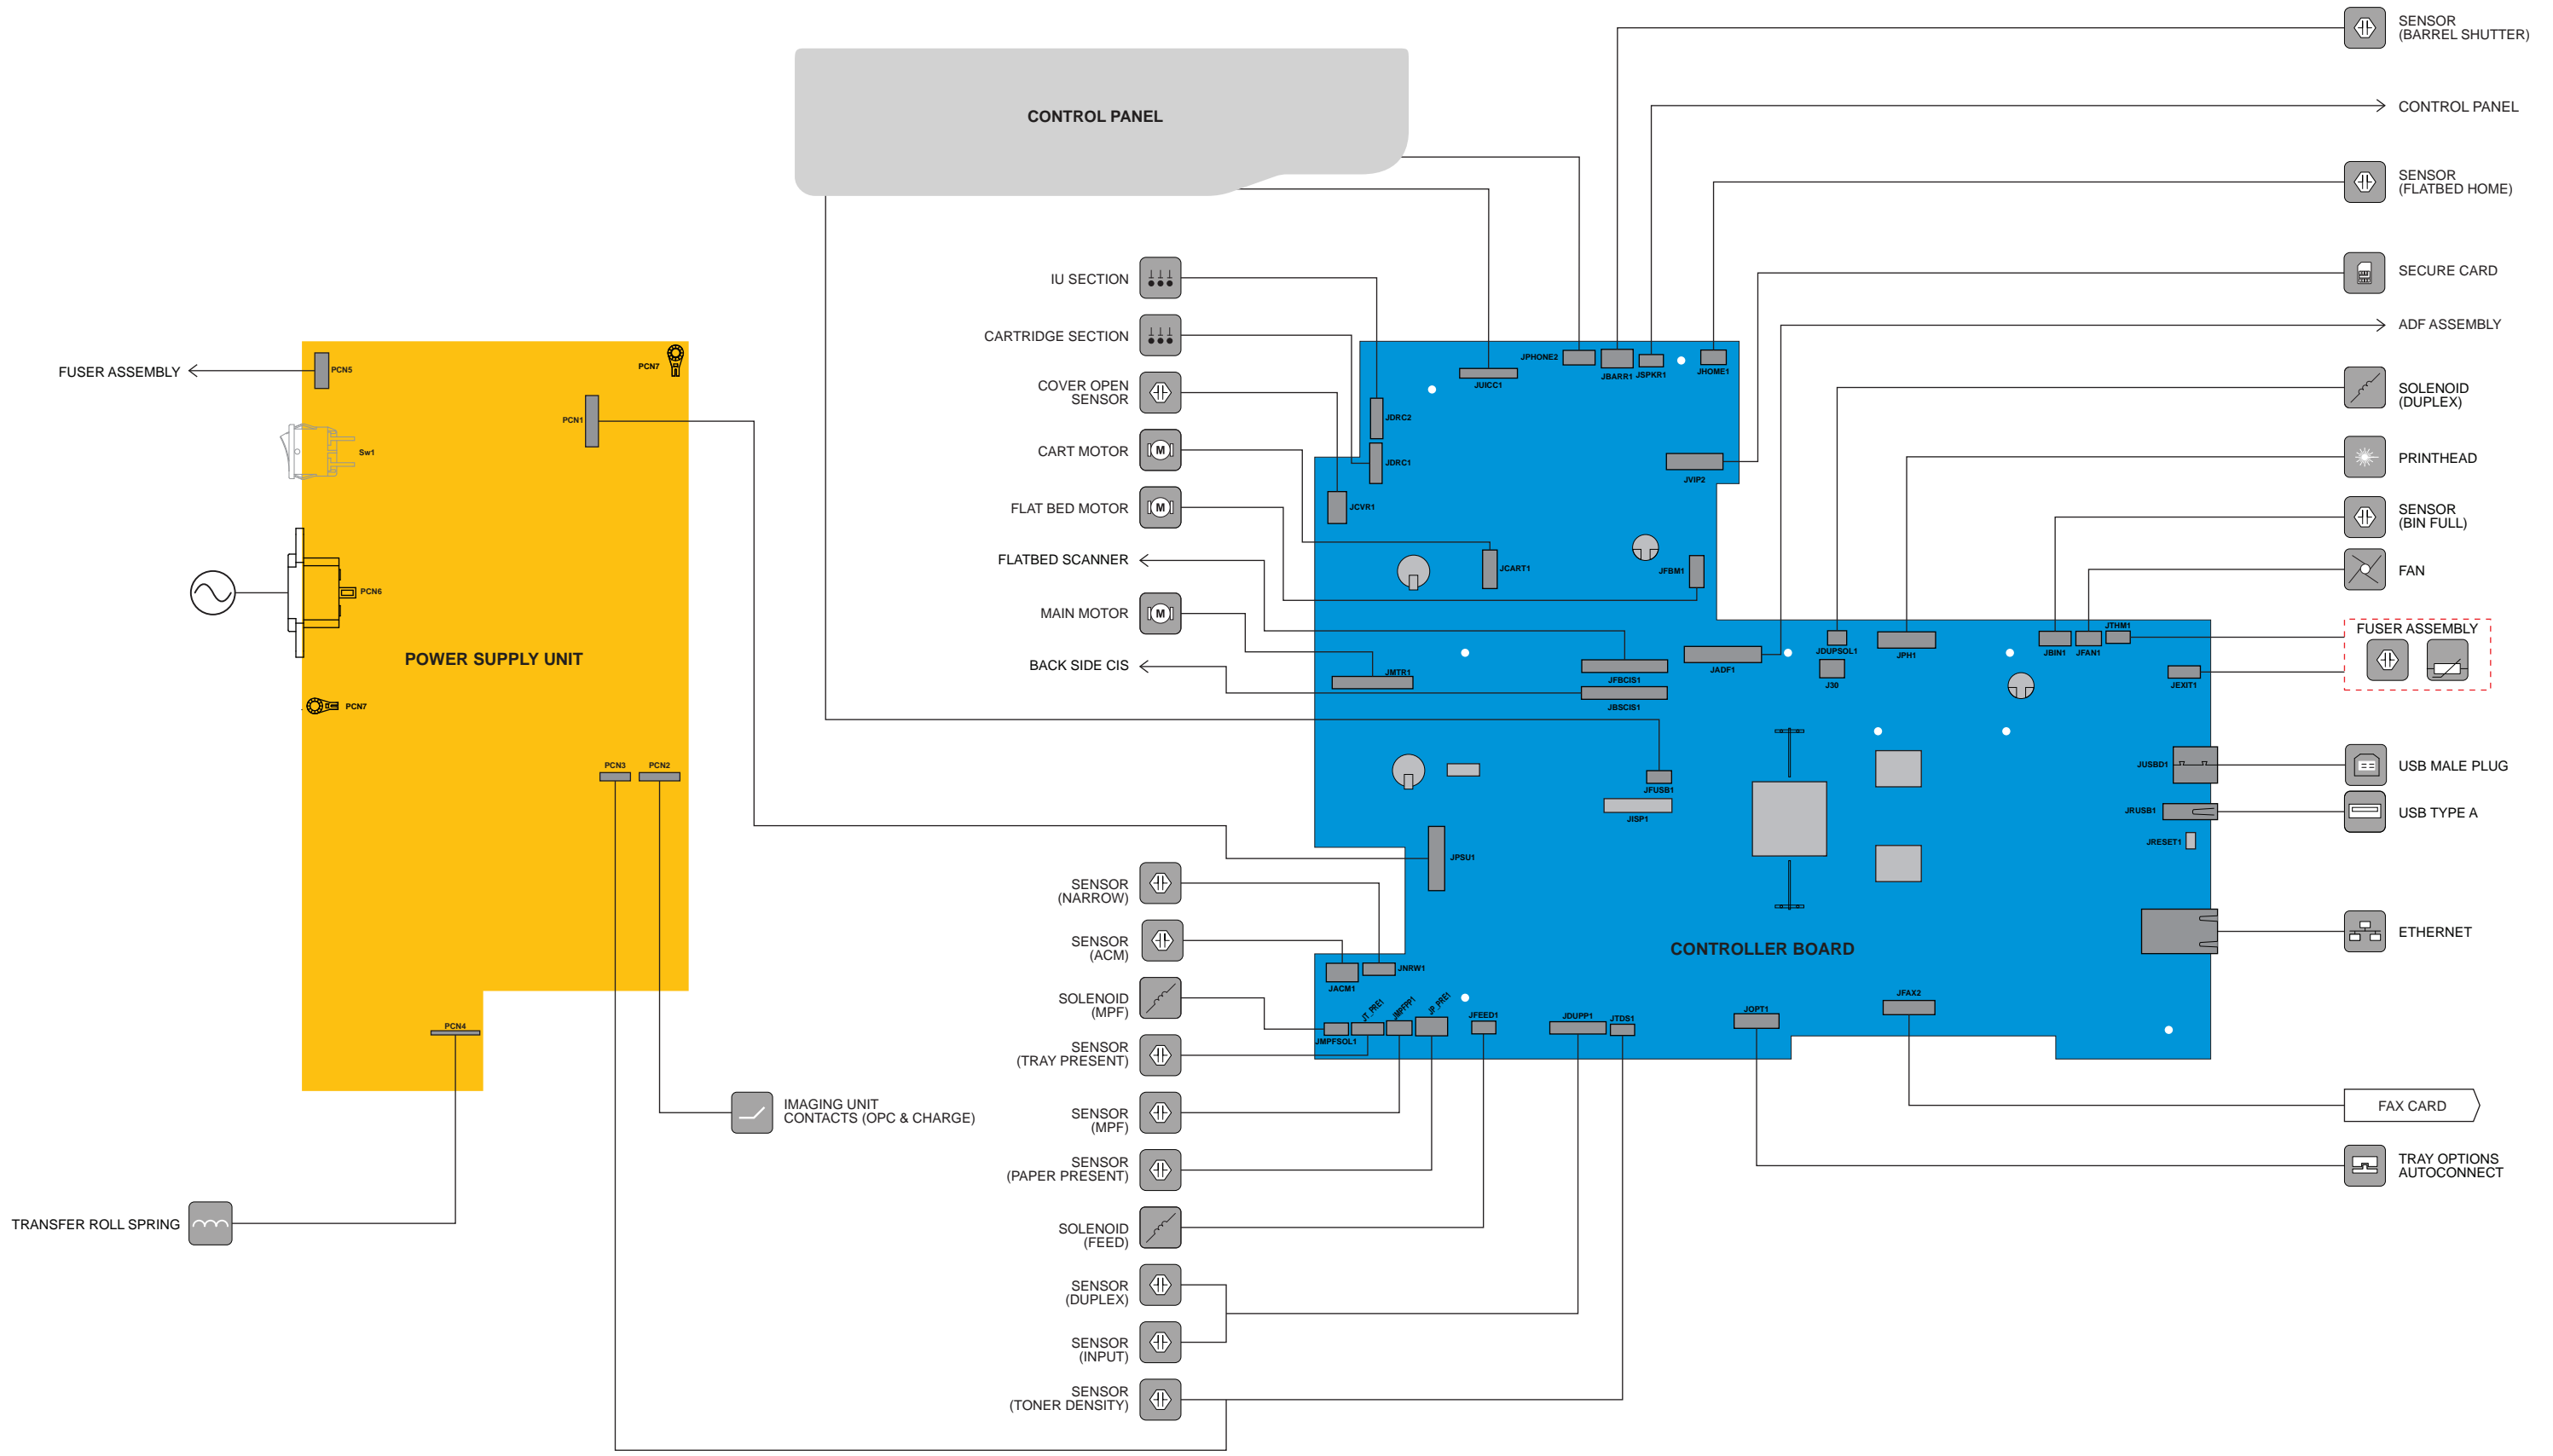 SENSOR
(BARREL SHUTTER)
CONTROL PANEL
CONTROL PANEL
SENSOR
(FLATBED HOME)
SECURE CARD
ADF ASSEMBLY
SOLENOID
(DUPLEX)
PRINTHEAD
SENSOR
(BIN FULL)
FAN
FUSER ASSEMBLY
USB MALE PLUG
USB TYPE A
ETHERNET
FAX CARD
TRAY OPTIONS
AUTOCONNECT
IU SECTION
CARTRIDGE SECTION
COVER OPEN
SENSOR
CART MOTOR
M
FLAT BED MOTOR
M
FLATBED SCANNER
MAIN MOTOR
M
BACK SIDE CIS
SENSOR
(NARROW)
SENSOR
(ACM)
SOLENOID
(MPF)
SENSOR
(TRAY PRESENT)
SENSOR
(MPF)
SENSOR
(PAPER PRESENT)
SOLENOID
(FEED)
SENSOR
(DUPLEX)
SENSOR
(INPUT)
SENSOR
(TONER DENSITY)
FUSER ASSEMBLY
PCN5
PCN7
PCN1
Sw1
PCN6
POWER SUPPLY UNIT
PCN7
PCN3
PCN2
PCN4
IMAGING UNIT
CONTACTS (OPC & CHARGE)
TRANSFER ROLL SPRING
JPHONE2
JBARR1
JSPKR1
JHOME1
JUICC1
JDRC2
JDRC1
JVIP2
JCVR1
JCART1
JFBM1
JDUPSOL1
JPH1
JBIN1
JFAN1
JTHM1
JMTR1
JFBCIS1
JADF1
J30
JEXIT1
JBSCIS1
JUSBD1
JFUSB1
JISP1
JRUSB1
JRESET1
JPSU1
CONTROLLER BOARD
JACM1
JNRW1
JMPFSOL1
JT_PRE1
JMPFPP1
JP_PRE1
JFEED1
JDUPP1
JTDS1
JOPT1
JFAX2